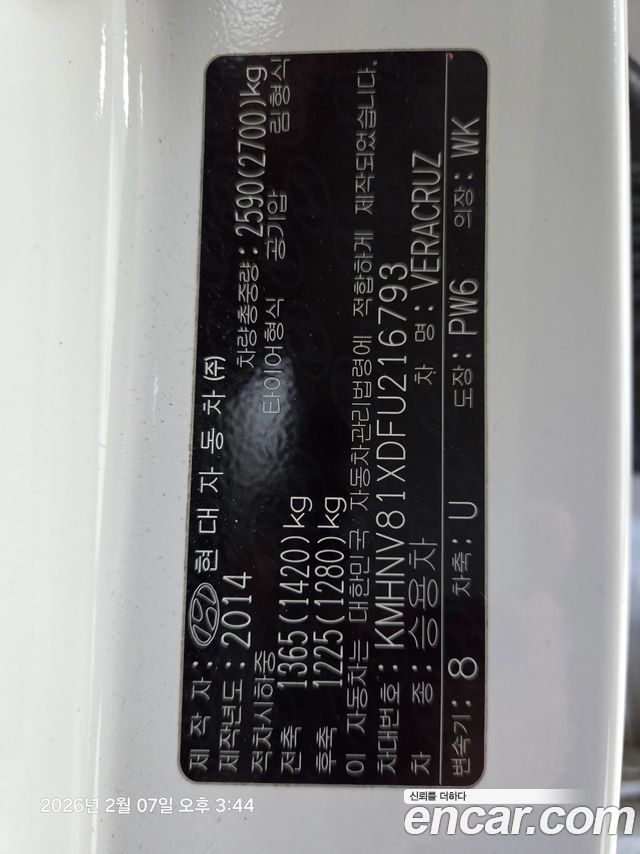 제 작 자 : 현 대 자 동 차 (주)
제작년도 : 2014 차량총중량 : 2590(2700)kg
적차시하중 타이어형식 공기압 림형식
전축 1365(1420)kg
후축 1225(1280)kg
이 자동차는 대한민국 자동차관리법령에 적합하게 제작되었습니다.
차대번호 : KMHNV81XDFU216793
차 종 : 승용차 차 명 : VERACRUZ
변속기 : 8 차축 : U 도장 : PW6 의장 : WK
2026년 2월 07일 오후 3:44
신뢰를 더하다
encar.com